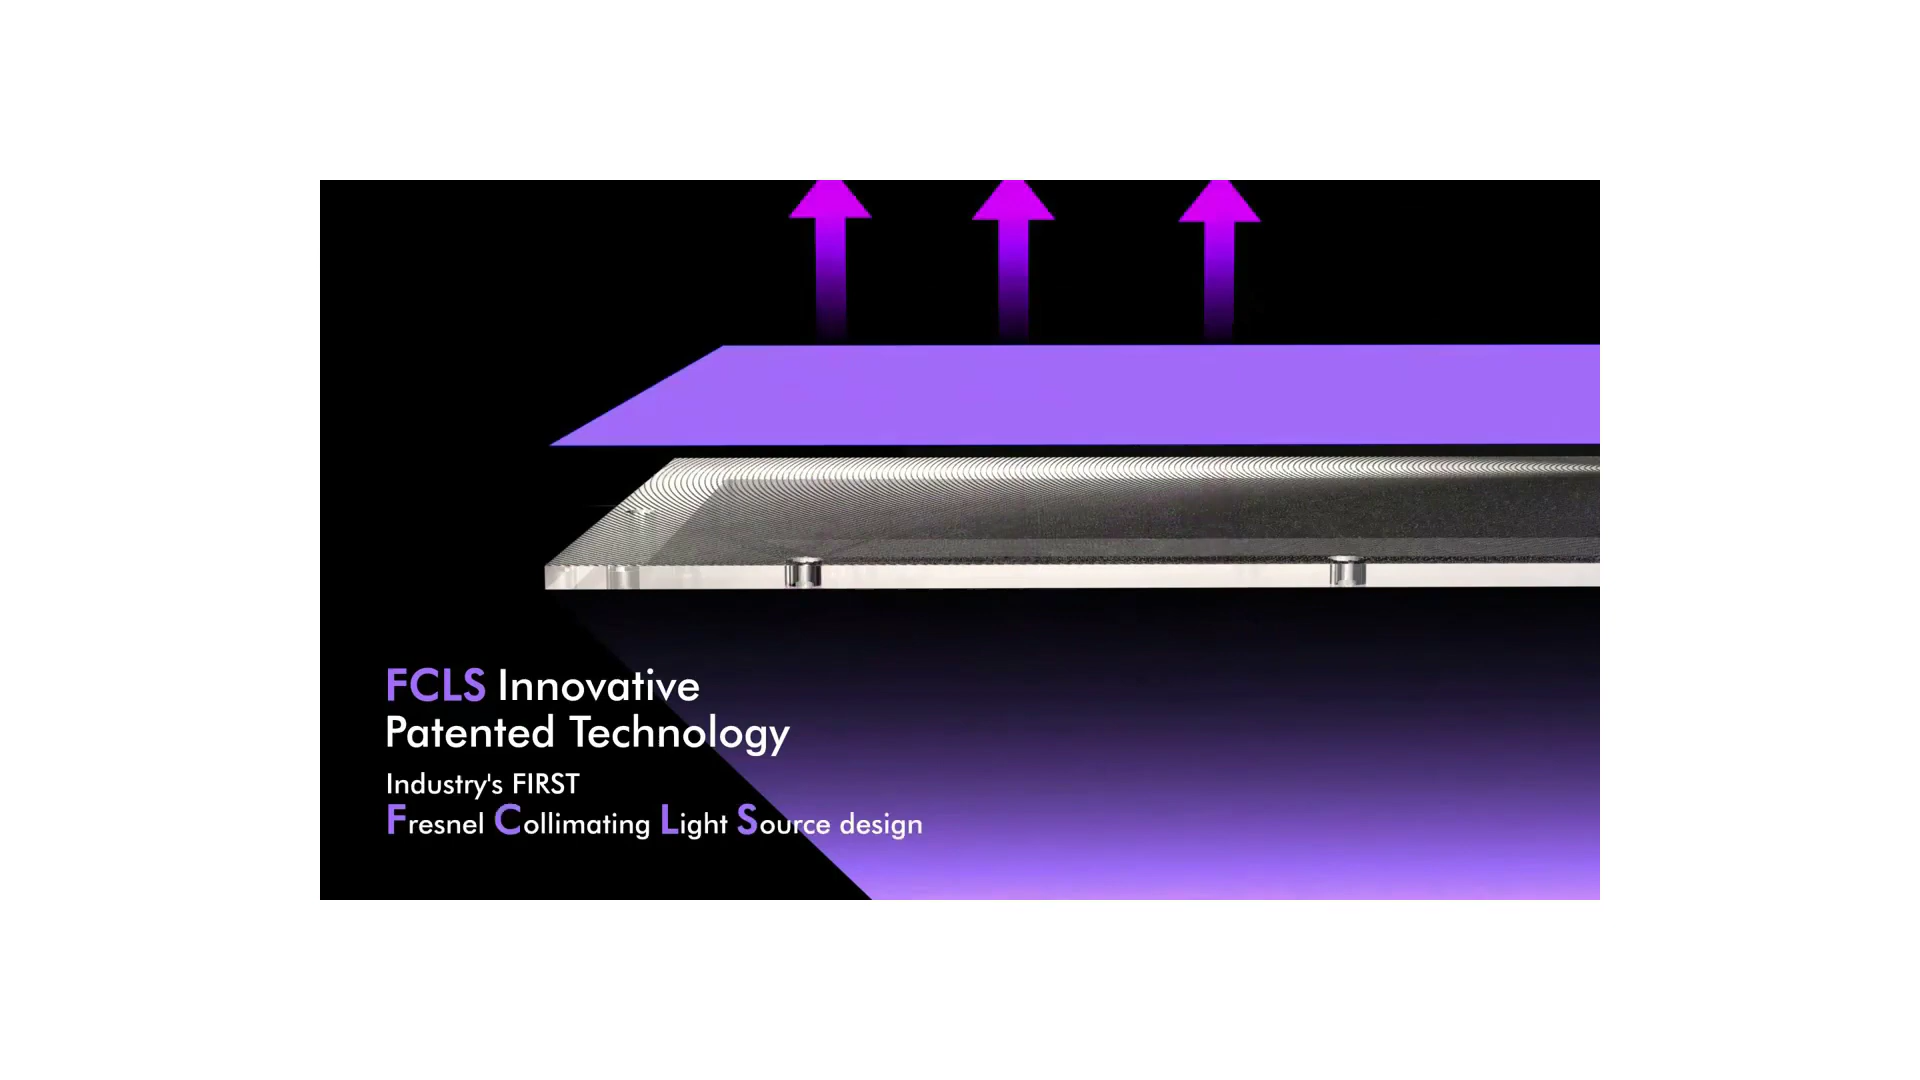 FCLS Innovative
Patented Technology
Industry's FIRST
Fresnel Collimating Light Source design